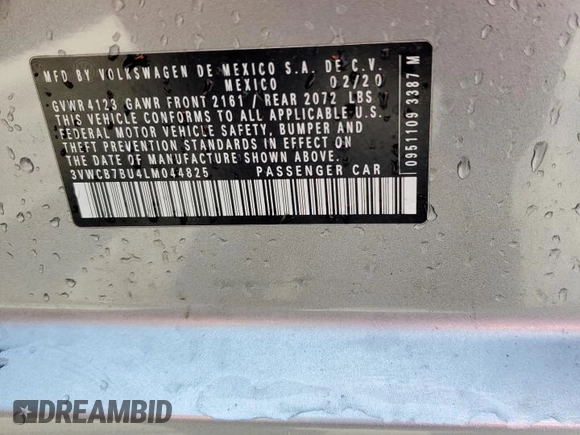 MFD BY VOLKSWAGEN DE MEXICO S.A. DE C.V.
MEXICO 02/20
GVWR 4123 GAWR FRONT 2161 / REAR 2072 LBS
THIS VEHICLE CONFORMS TO ALL APPLICABLE U.S.
FEDERAL MOTOR VEHICLE SAFETY, BUMPER AND
THEFT PREVENTION STANDARDS IN EFFECT ON
THE DATE OF MANUFACTURE SHOWN ABOVE.
3VWCB7BU4LM044825 PASSENGER CAR
0951109 3387 M
DREAMBID